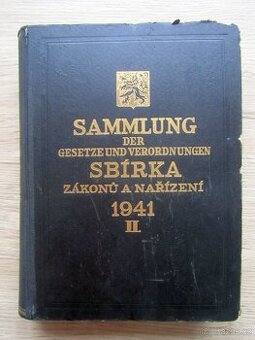 SAMMLUNG
DER
GESETZE UND VERORDNUNGEN
SBÍRKA
ZÁKONŮ A NAŘÍZENÍ
1941
II.